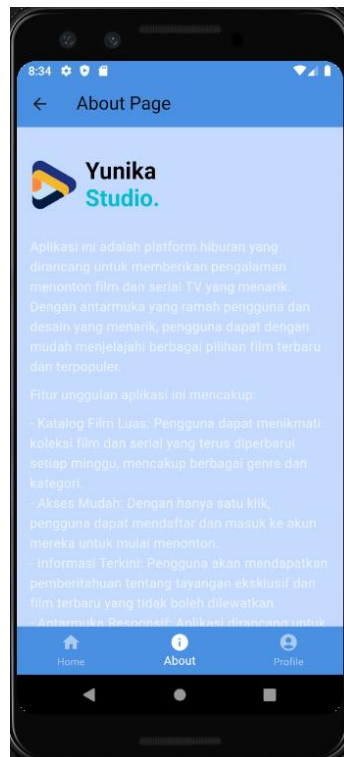 8:34
About Page
Yunika
Studio.
Aplikasi ini adalah platform hiburan yang
dirancang untuk memberikan pengalaman
menonton film dan serial TV yang menarik.
Dengan antarmuka yang ramah pengguna dan
desain yang menarik, pengguna dapat dengan
mudah menjelajahi berbagai pilihan film terbaru
dan terpopuler.
Fitur unggulan aplikasi ini mencakup:
- Katalog Film Luas: Pengguna dapat menikmati
koleksi film dan serial yang terus diperbarui
setiap minggu, mencakup berbagai genre dan
kategori.
- Akses Mudah: Dengan hanya satu klik,
pengguna dapat mendaftar dan masuk ke akun
mereka untuk mulai menonton.
- Informasi Terkini: Pengguna akan mendapatkan
pemberitahuan tentang tayangan eksklusif dan
film terbaru yang tidak boleh dilewatkan.
- Antarmuka Responsif: Aplikasi dirancang untuk
Home
About
Profile